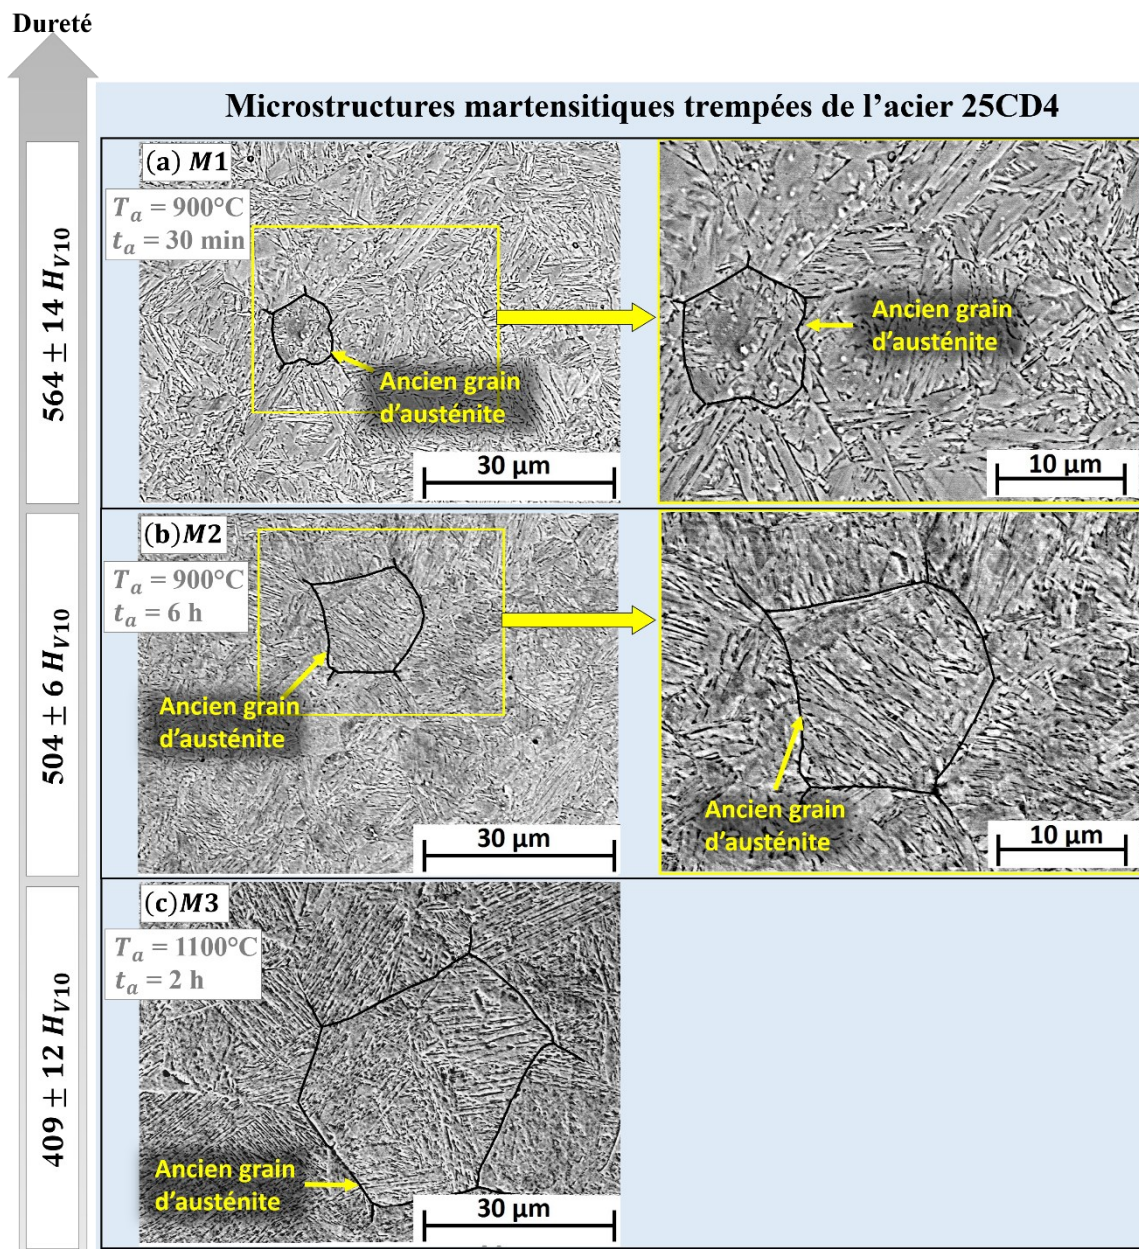 Dureté
Microstructures martensitiques trempées de l’acier 25CD4
564 ± 14 H_V10
(a) M1
T_a = 900°C
t_a = 30 min
Ancien grain
d’austénite
30 µm
Ancien grain
d’austénite
10 µm
504 ± 6 H_V10
(b) M2
T_a = 900°C
t_a = 6 h
Ancien grain
d’austénite
30 µm
Ancien grain
d’austénite
10 µm
409 ± 12 H_V10
(c) M3
T_a = 1100°C
t_a = 2 h
Ancien grain
d’austénite
30 µm